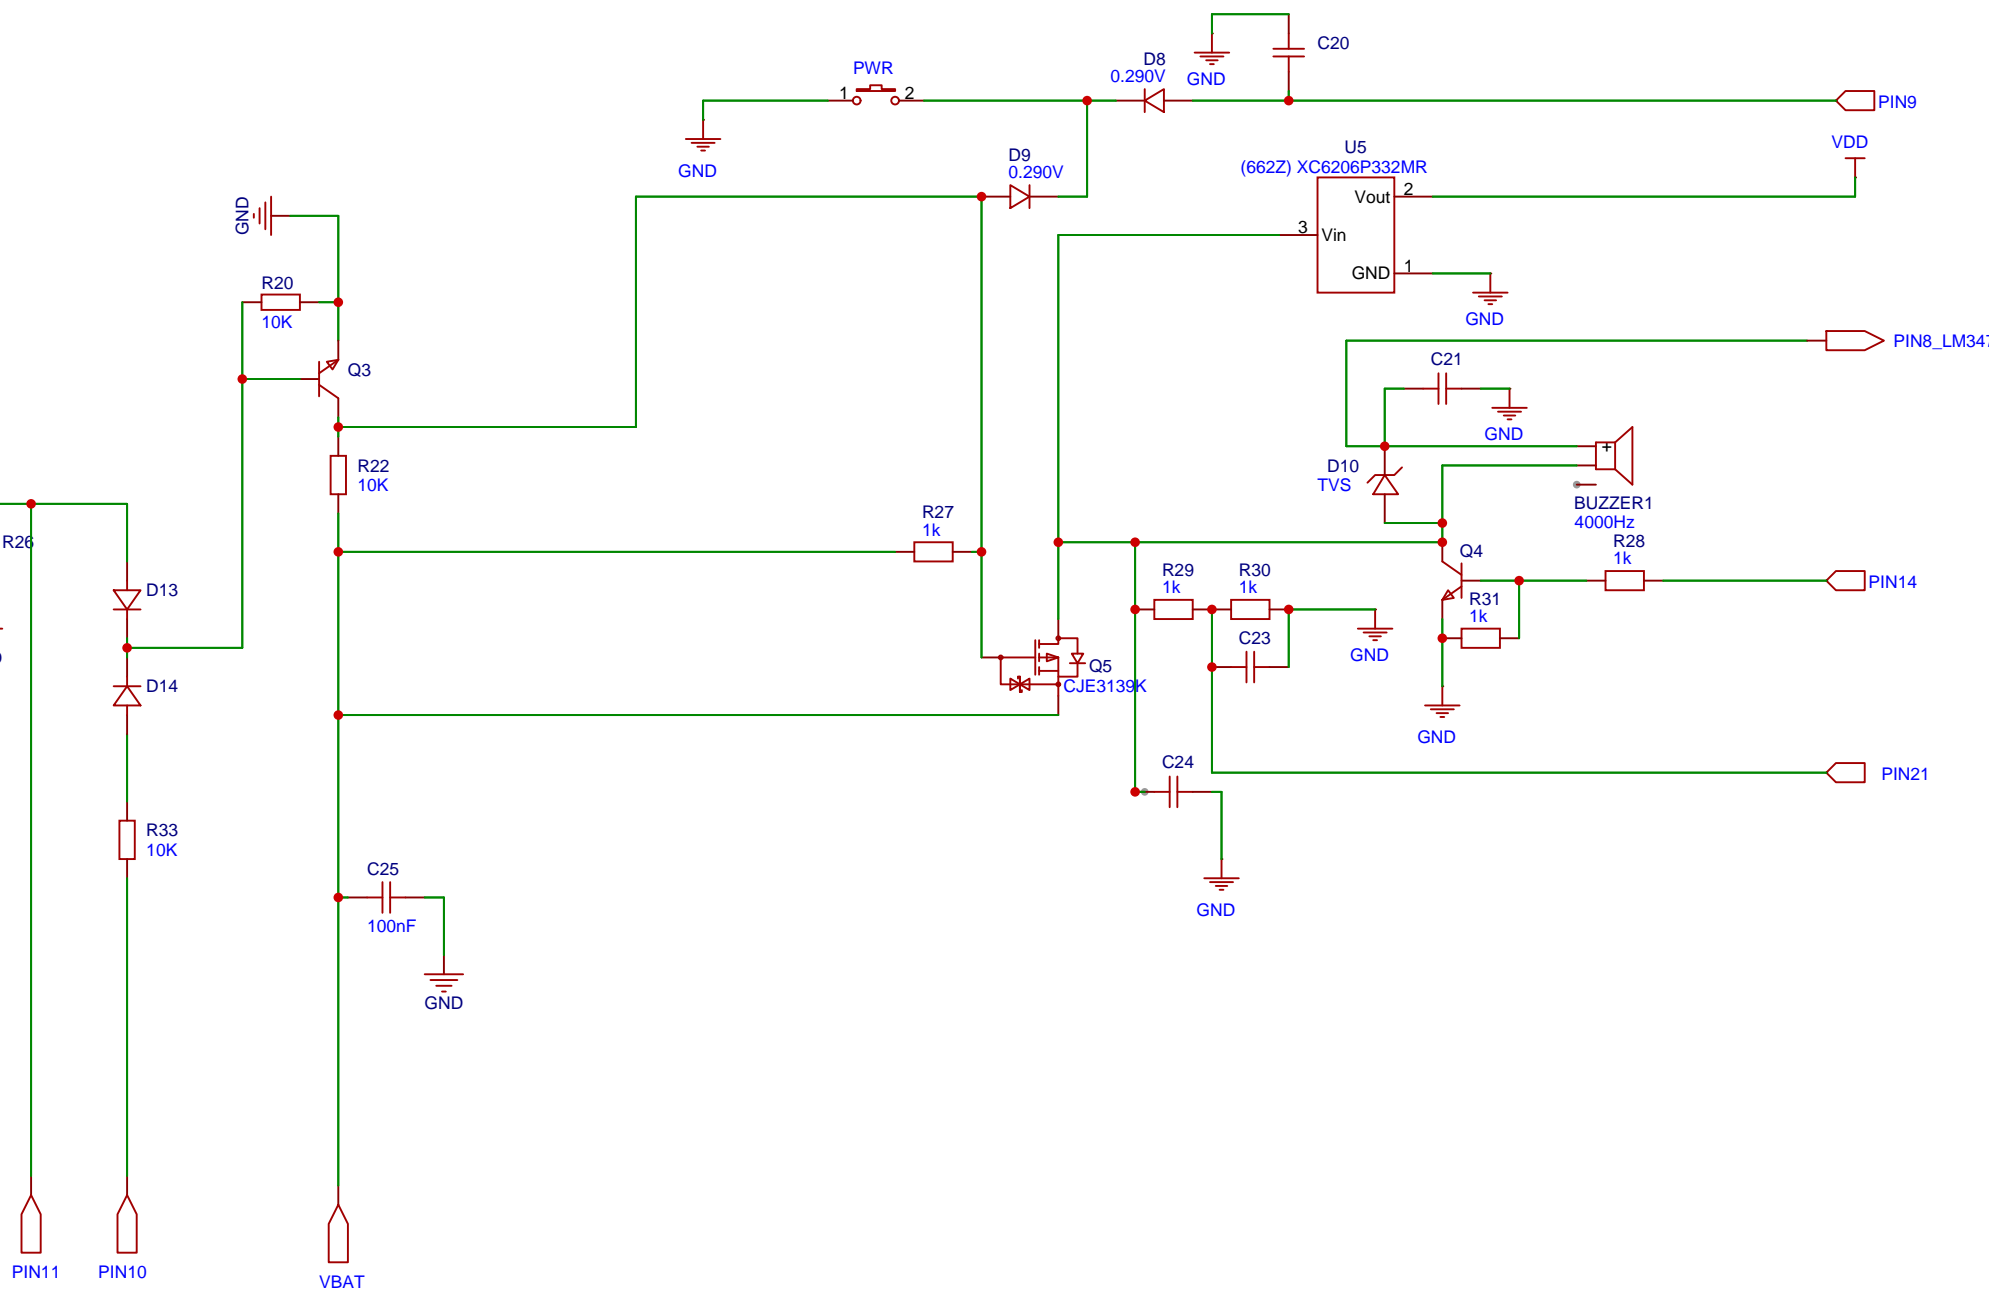 C20
D8
0.290V
GND
PWR
1
2
PIN9
GND
VDD
D9
0.290V
U5
(662Z) XC6206P332MR
Vout
2
3
Vin
GND
1
GND
GND
R20
10K
Q3
PIN8_LM347
C21
GND
D10
TVS
+
BUZZER1
4000Hz
R22
10K
R26
R27
1k
Q4
R28
1k
R29
1k
R30
1k
PIN14
R31
1k
D13
C23
GND
Q5
CJE3139K
D14
GND
C24
PIN21
R33
10K
C25
100nF
GND
GND
PIN11
PIN10
VBAT